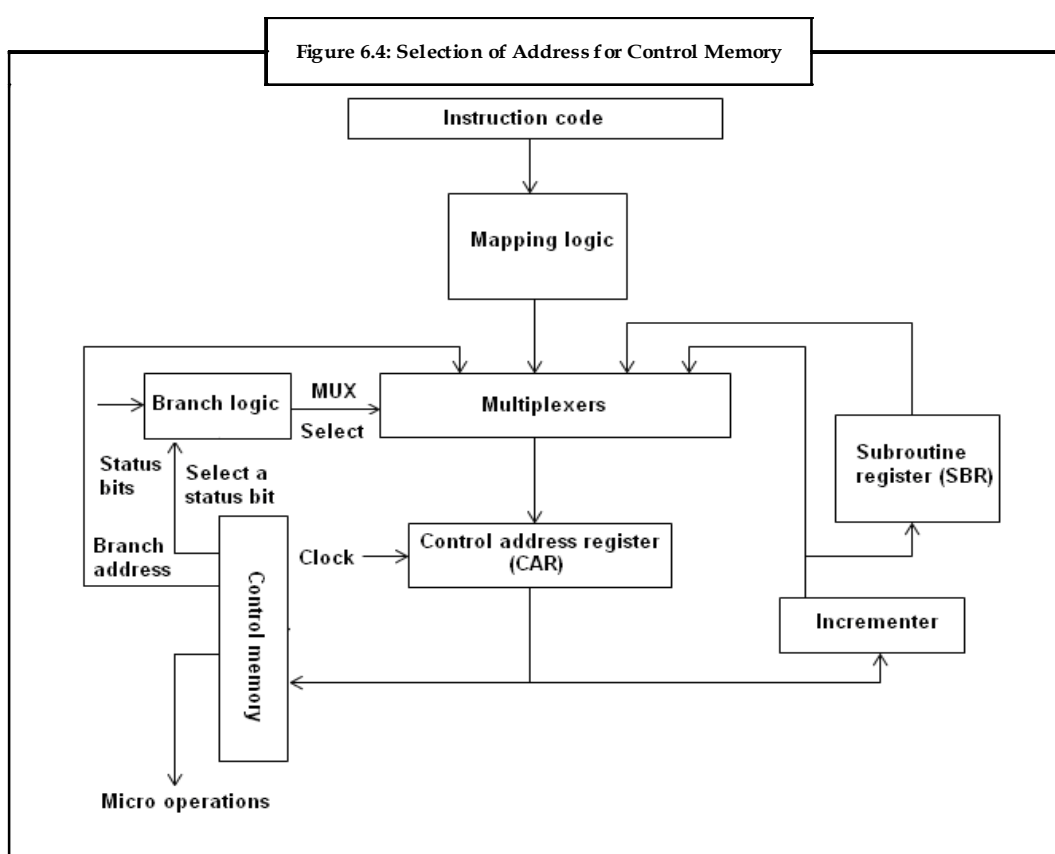 Figure 6.4: Selection of Address for Control Memory
Instruction code
Mapping logic
Branch logic
MUX
Select
Multiplexers
Subroutine
register (SBR)
Status
bits
Select a
status bit
Branch
address
Clock
Control address register
(CAR)
Control memory
Incrementer
Micro operations